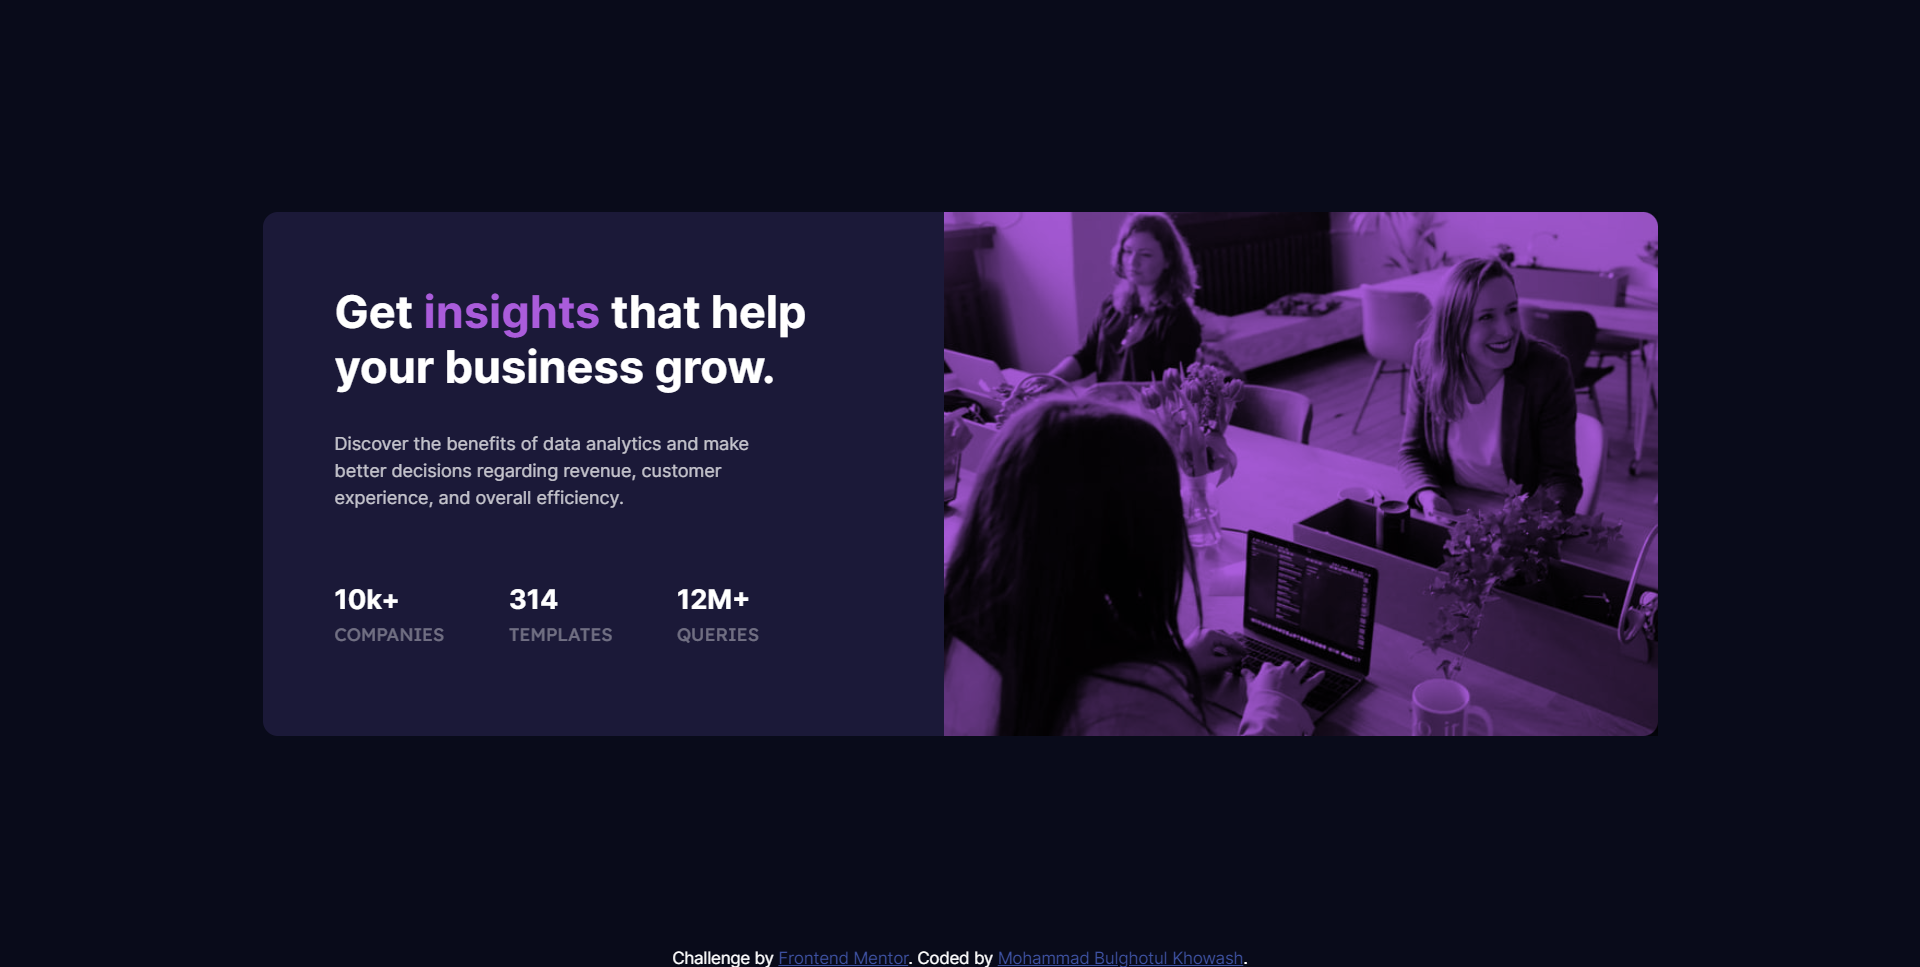 Get insights that help
your business grow.
Discover the benefits of data analytics and make
better decisions regarding revenue, customer
experience, and overall efficiency.
10k+
314
12M+
COMPANIES
TEMPLATES
QUERIES
Challenge by Frontend Mentor. Coded by Mohammad Bulghotul Khowash.